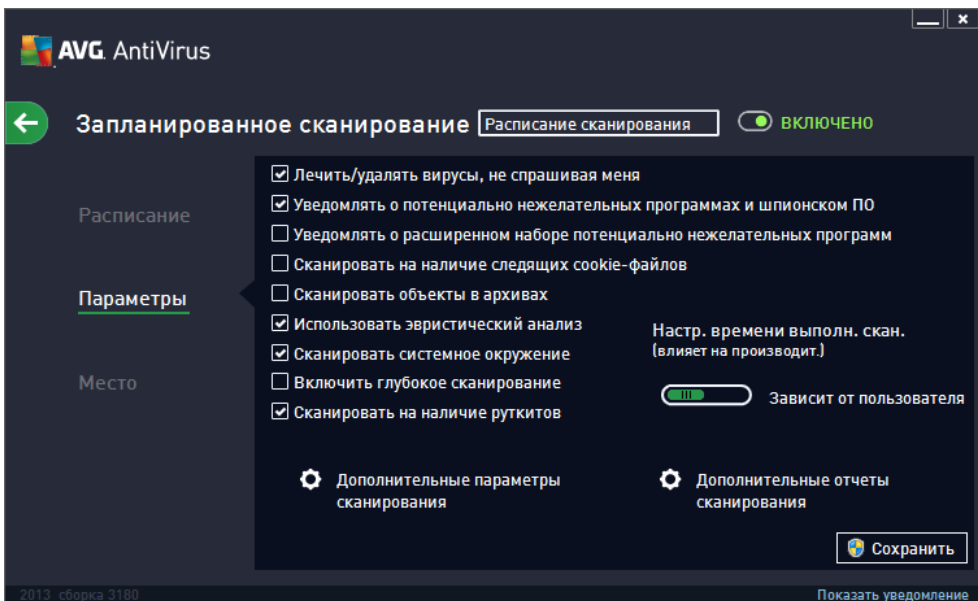 AVG. AntiVirus
Запланированное сканирование
Расписание сканирования
ВКЛЮЧЕНО
Расписание
Параметры
Место
Лечить/удалять вирусы, не спрашивая меня
Уведомлять о потенциально нежелательных программах и шпионском ПО
Уведомлять о расширенном наборе потенциально нежелательных программ
Сканировать на наличие следящих cookie-файлов
Сканировать объекты в архивах
Использовать эвристический анализ
Сканировать системное окружение
Включить глубокое сканирование
Сканировать на наличие руткитов
Настр. времени выполн. скан.
(влияет на производит.)
Зависит от пользователя
Дополнительные параметры
сканирования
Дополнительные отчеты
сканирования
Сохранить
2013 сборка 3180
Показать уведомление